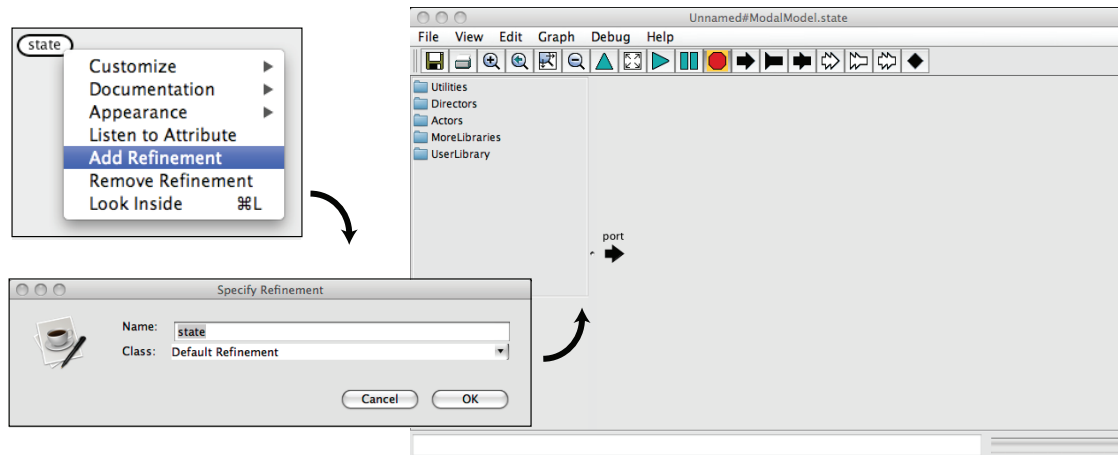 state
Customize
Documentation
Appearance
Listen to Attribute
Add Refinement
Remove Refinement
Look Inside ⌘L
Specify Refinement
Name: state
Class: Default Refinement
Cancel OK
Unnamed#ModalModel.state
File View Edit Graph Debug Help
Utilities
Directors
Actors
MoreLibraries
UserLibrary
port